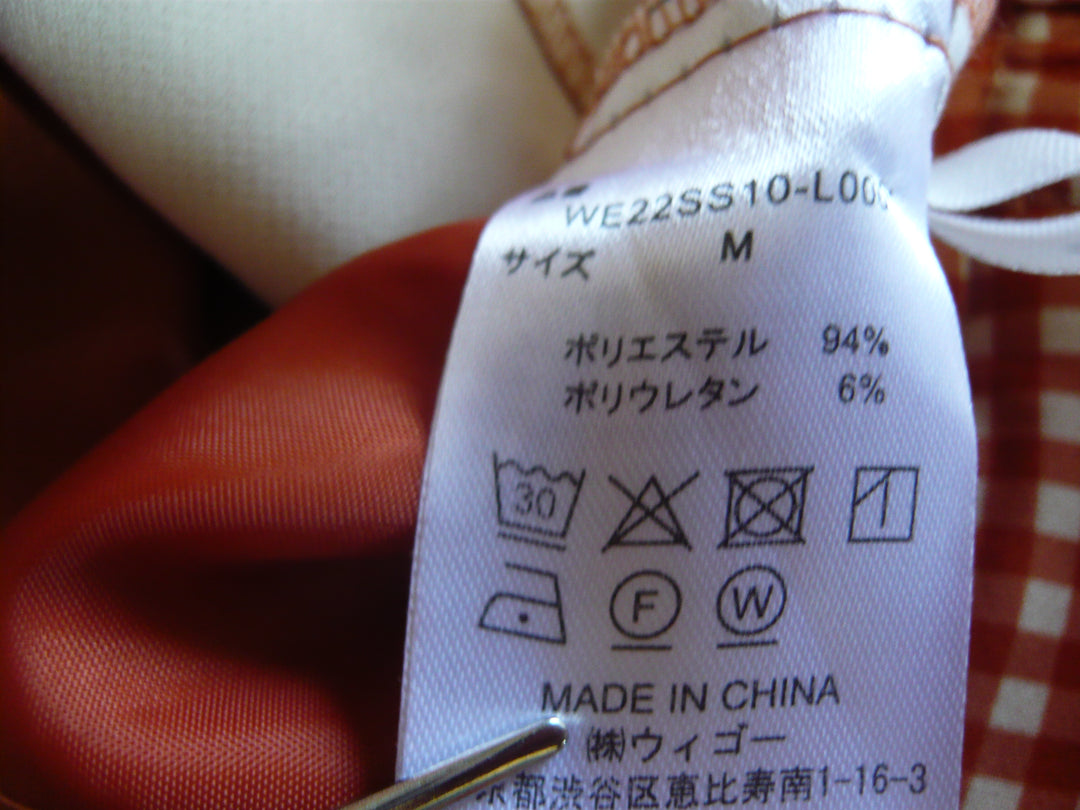 WE22SS10-L00
サイズ M
ポリエステル 94%
ポリウレタン 6%
30
F W
MADE IN CHINA
㈱ウィゴー
京都渋谷区恵比寿南1-16-3